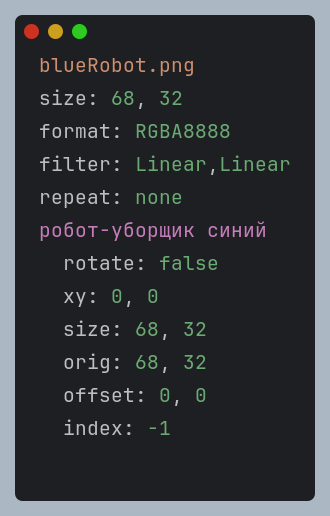 blueRobot.png
size: 68, 32
format: RGBA8888
filter: Linear,Linear
repeat: none
робот-уборщик синий
  rotate: false
  xy: 0, 0
  size: 68, 32
  orig: 68, 32
  offset: 0, 0
  index: -1